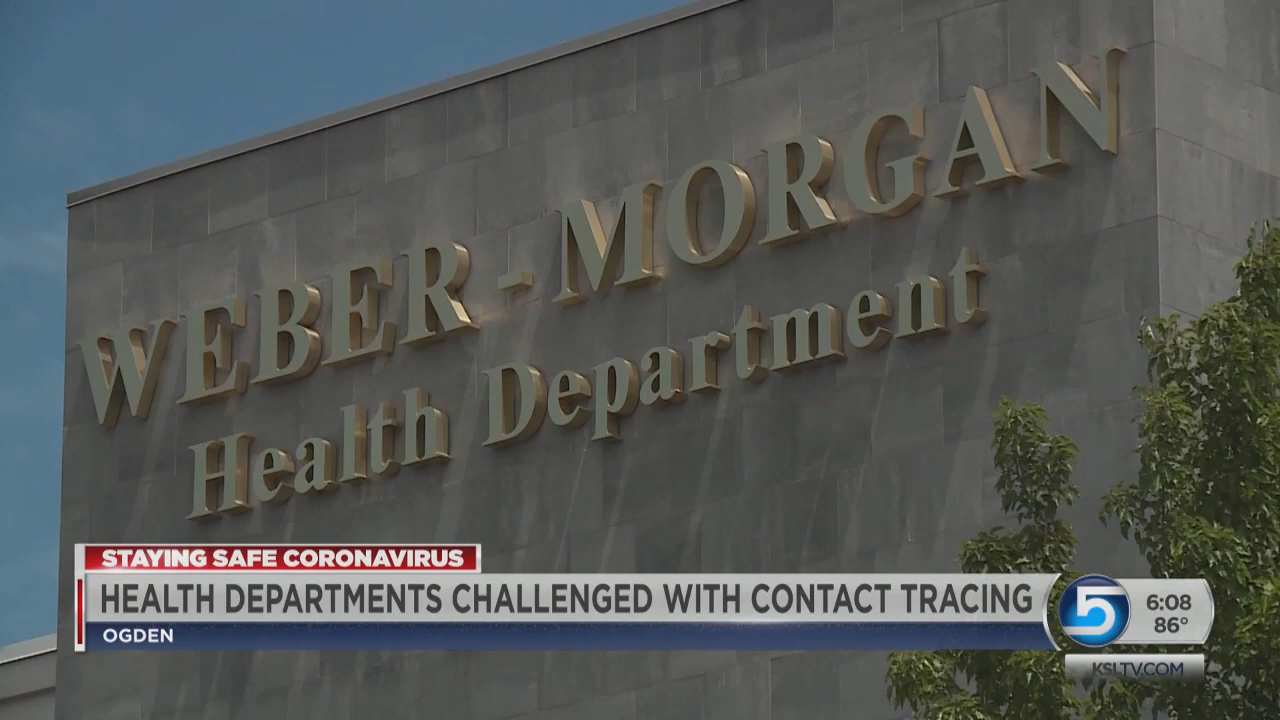 WEBER - MORGAN
Health Department
STAYING SAFE CORONAVIRUS
HEALTH DEPARTMENTS CHALLENGED WITH CONTACT TRACING
OGDEN
5
6:08
86°
KSLTV.COM